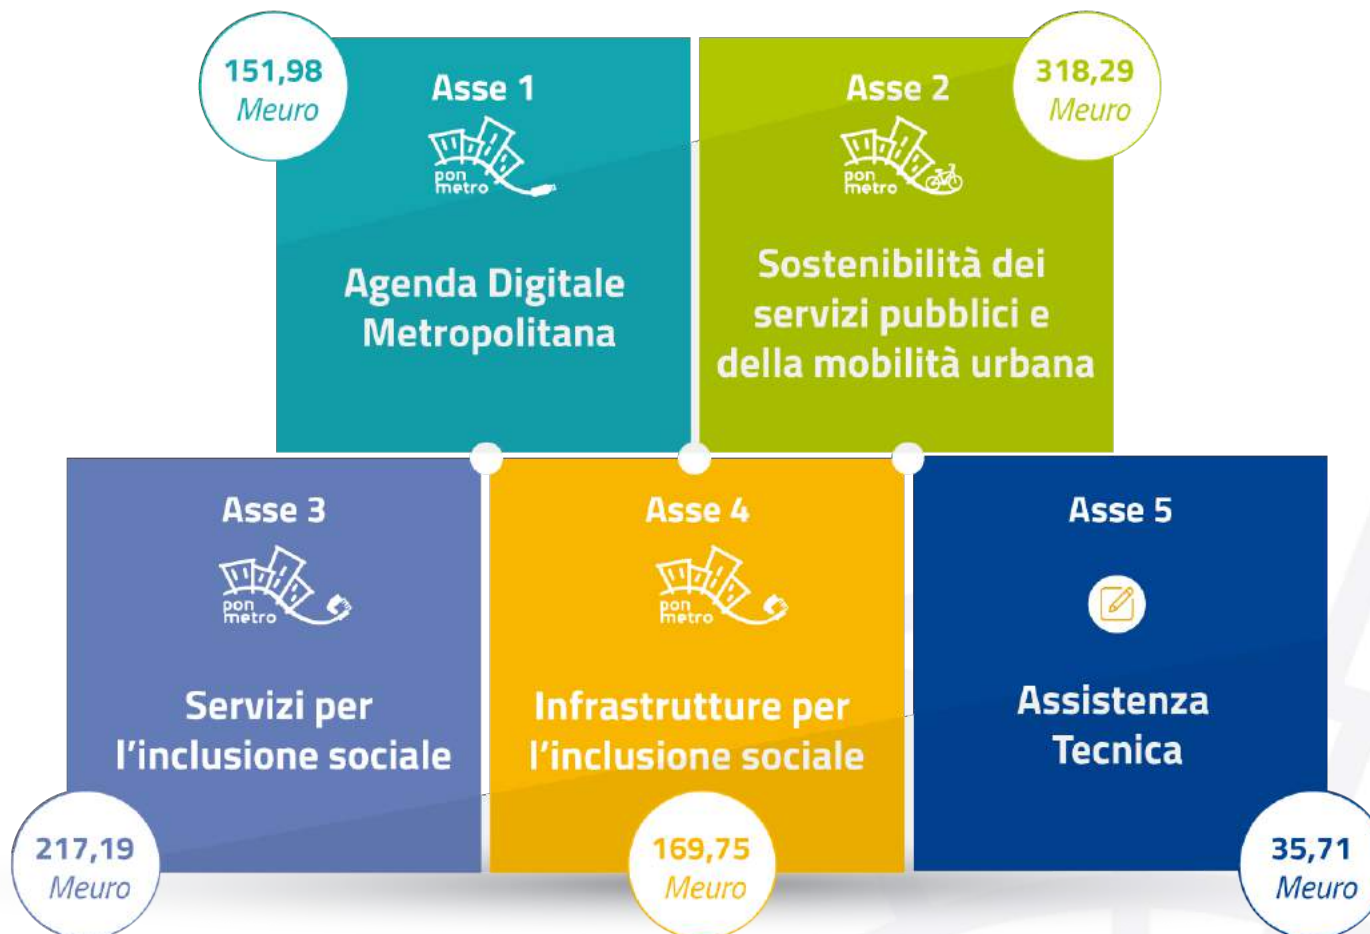 151,98
Meuro
Asse 1
pon
metro
Agenda Digitale
Metropolitana
Asse 2
pon
metro
Sostenibilità dei
servizi pubblici e
della mobilità urbana
318,29
Meuro
Asse 3
pon
metro
Servizi per
l'inclusione sociale
217,19
Meuro
Asse 4
pon
metro
Infrastrutture per
l'inclusione sociale
169,75
Meuro
Asse 5
Assistenza
Tecnica
35,71
Meuro